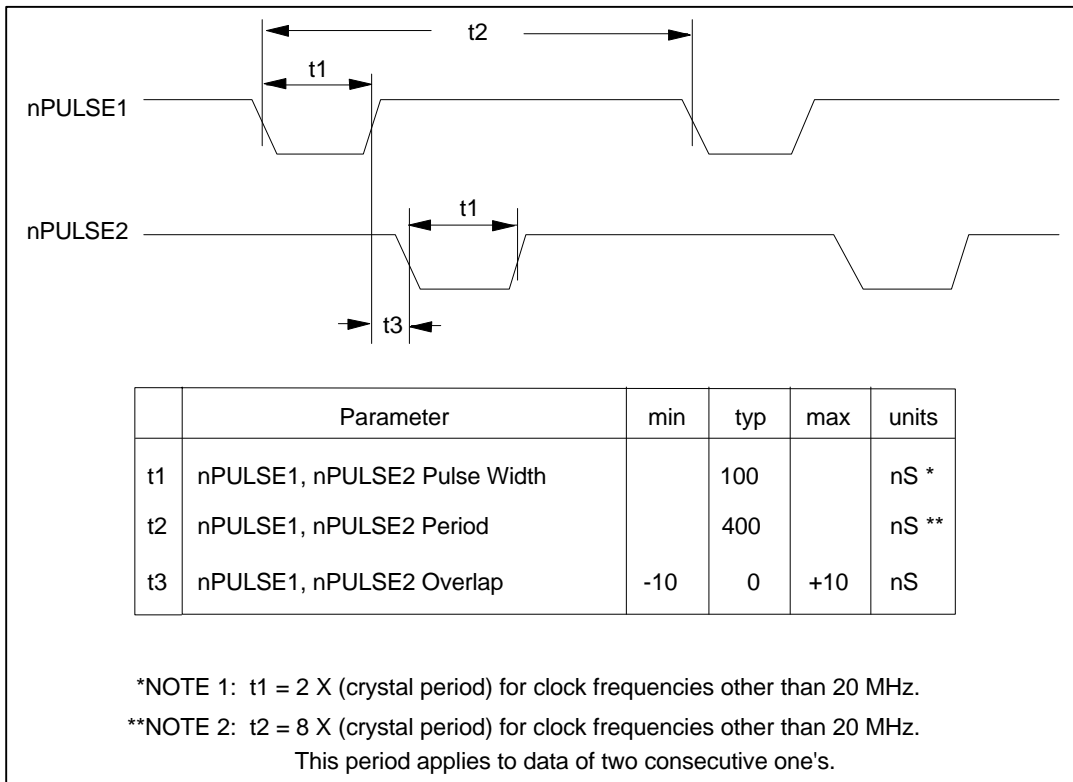 t2
t1
nPULSE1
t1
nPULSE2
t3
Parameter min typ max units
t1 nPULSE1, nPULSE2 Pulse Width 100 nS *
t2 nPULSE1, nPULSE2 Period 400 nS **
t3 nPULSE1, nPULSE2 Overlap -10 0 +10 nS
*NOTE 1: t1 = 2 X (crystal period) for clock frequencies other than 20 MHz.
**NOTE 2: t2 = 8 X (crystal period) for clock frequencies other than 20 MHz.
This period applies to data of two consecutive one's.